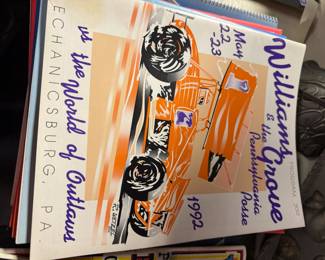 Williams
Grove
& the
Pennsylvania
Posse
May
22
-23
1992
vs the World of Outlaws
MECHANICSBURG, PA.